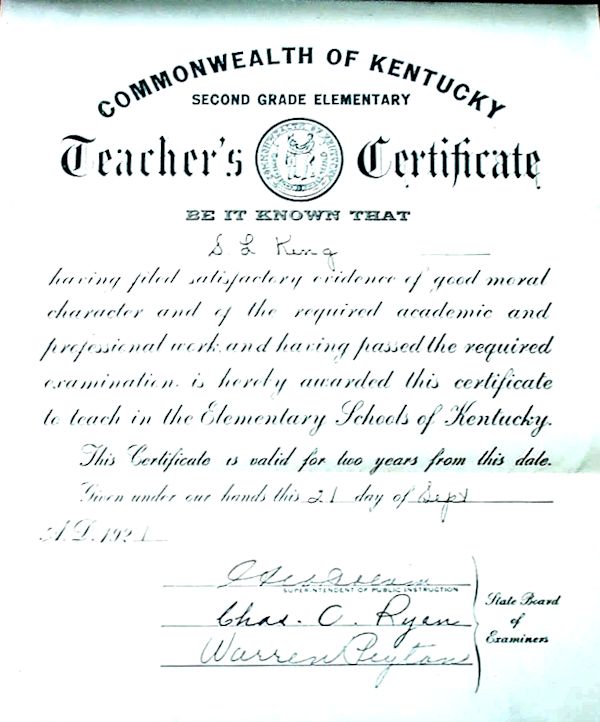 COMMONWEALTH OF KENTUCKY
SECOND GRADE ELEMENTARY
Teacher's Certificate
BE IT KNOWN THAT
S. L King
having filed satisfactory evidence of good moral
character and of the required academic and
professional work, and having passed the required
examination, is hereby awarded this certificate
to teach in the Elementary Schools of Kentucky.
This Certificate is valid for two years from this date.
Given under our hands this 21 day of Sept
A.D. 192
SUPERINTENDENT OF PUBLIC INSTRUCTION
Chas. O. Ryan
Warren Peyton
State Board
of
Examiners